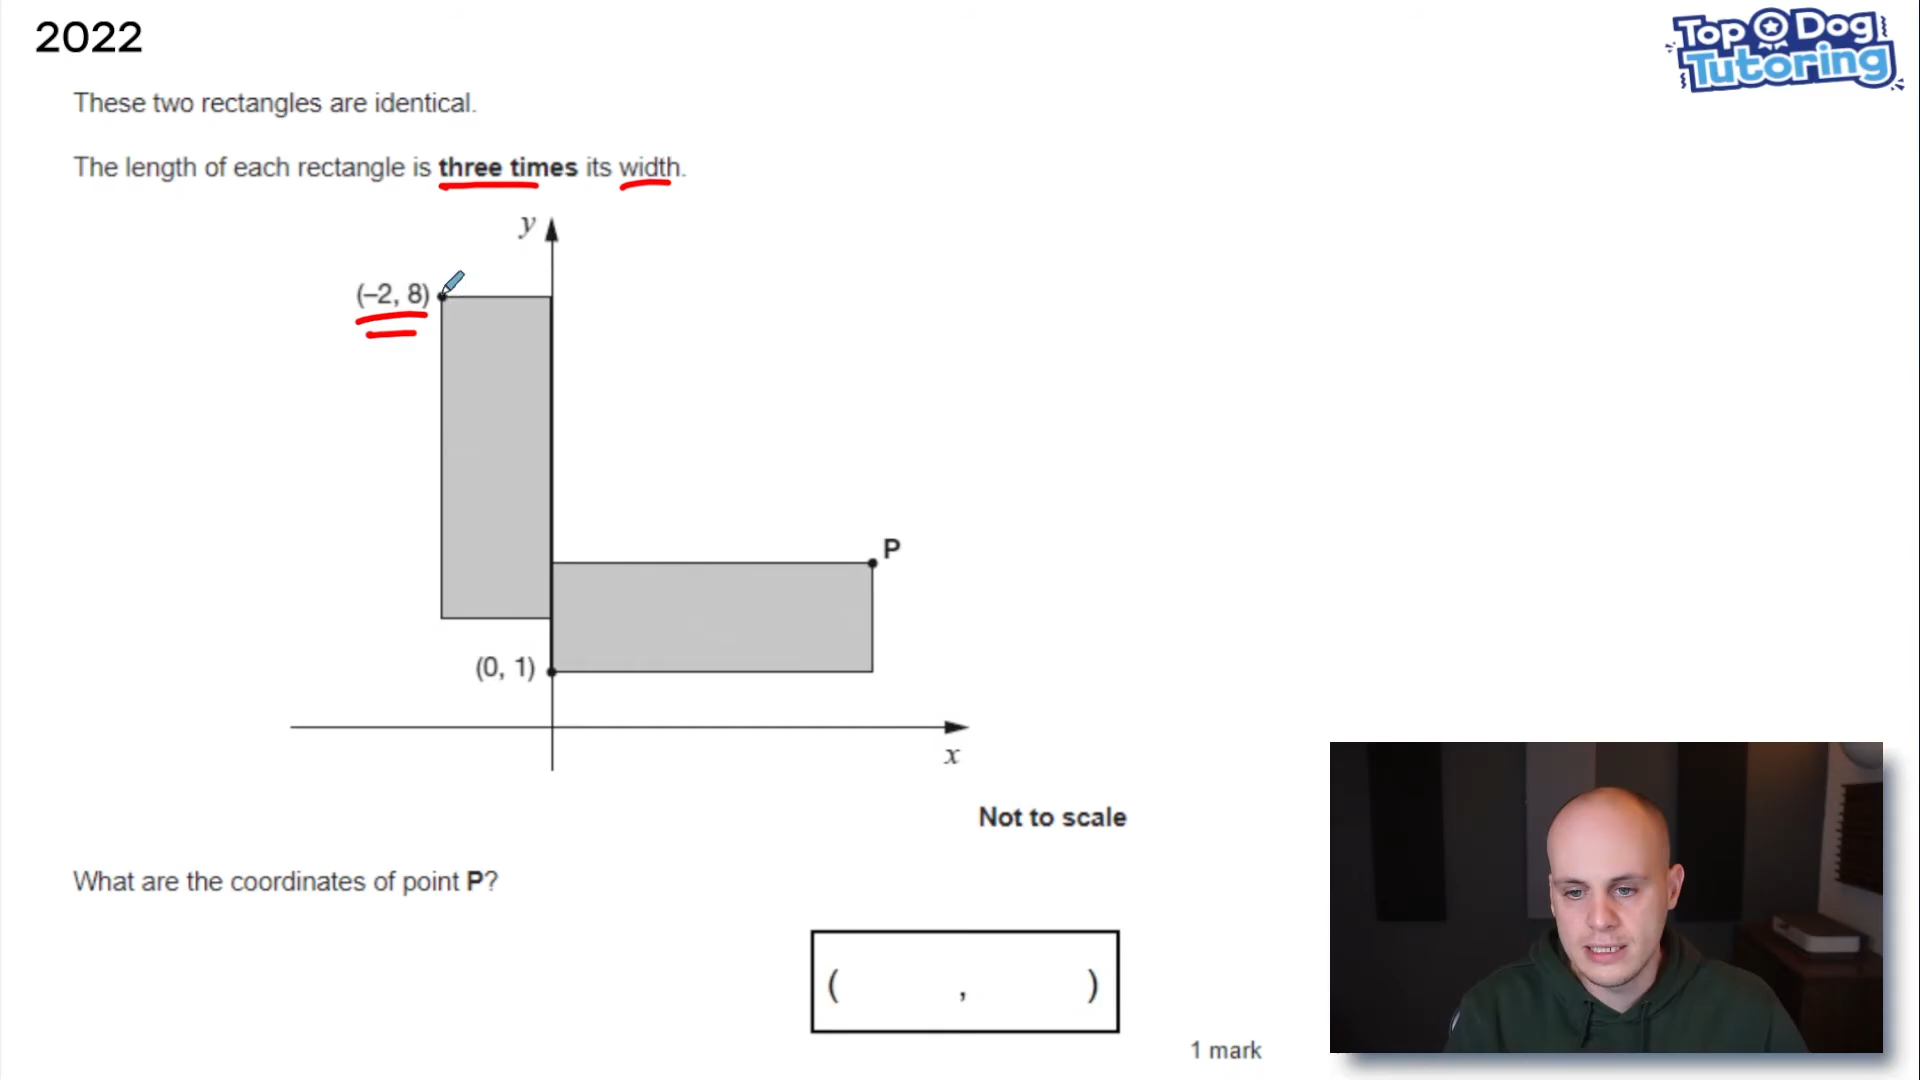 2022
Top Dog
Tutoring
These two rectangles are identical.
The length of each rectangle is three times its width.
y
(–2, 8)
P
(0, 1)
x
Not to scale
What are the coordinates of point P?
( , )
1 mark